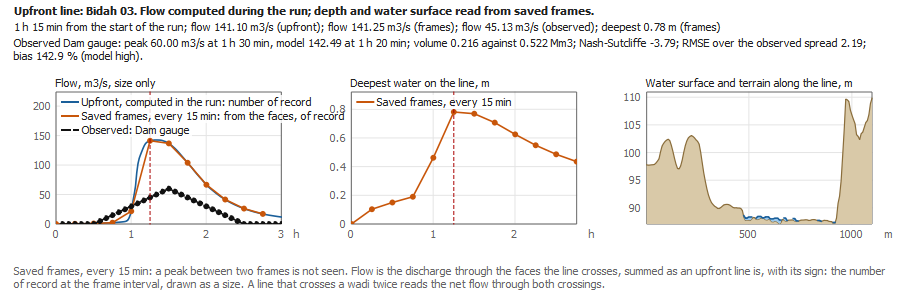 Upfront line: Bidah 03. Flow computed during the run; depth and water surface read from saved frames.
1 h 15 min from the start of the run; flow 141.10 m3/s (upfront); flow 141.25 m3/s (frames); flow 45.13 m3/s (observed); deepest 0.78 m (frames)
Observed Dam gauge: peak 60.00 m3/s at 1 h 30 min, model 142.49 at 1 h 20 min; volume 0.216 against 0.522 Mm3; Nash-Sutcliffe -3.79; RMSE over the observed spread 2.19;
bias 142.9 % (model high).
Flow, m3/s, size only
200
150
100
50
0
Upfront, computed in the run: number of record
Saved frames, every 15 min: from the faces, of record
Observed: Dam gauge
0 1 2 3 h
Deepest water on the line, m
0.8
0.6
0.4
0.2
0
Saved frames, every 15 min
0 1 2 h
Water surface and terrain along the line, m
110
105
100
95
90
500 1000 m
Saved frames, every 15 min: a peak between two frames is not seen. Flow is the discharge through the faces the line crosses, summed as an upfront line is, with its sign: the number
of record at the frame interval, drawn as a size. A line that crosses a wadi twice reads the net flow through both crossings.